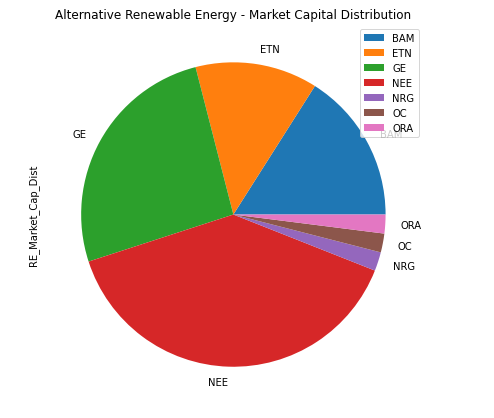 Alternative Renewable Energy - Market Capital Distribution
BAM
ETN
GE
NEE
NRG
OC
ORA
ETN
BAM
GE
RE_Market_Cap_Dist
ORA
OC
NRG
NEE